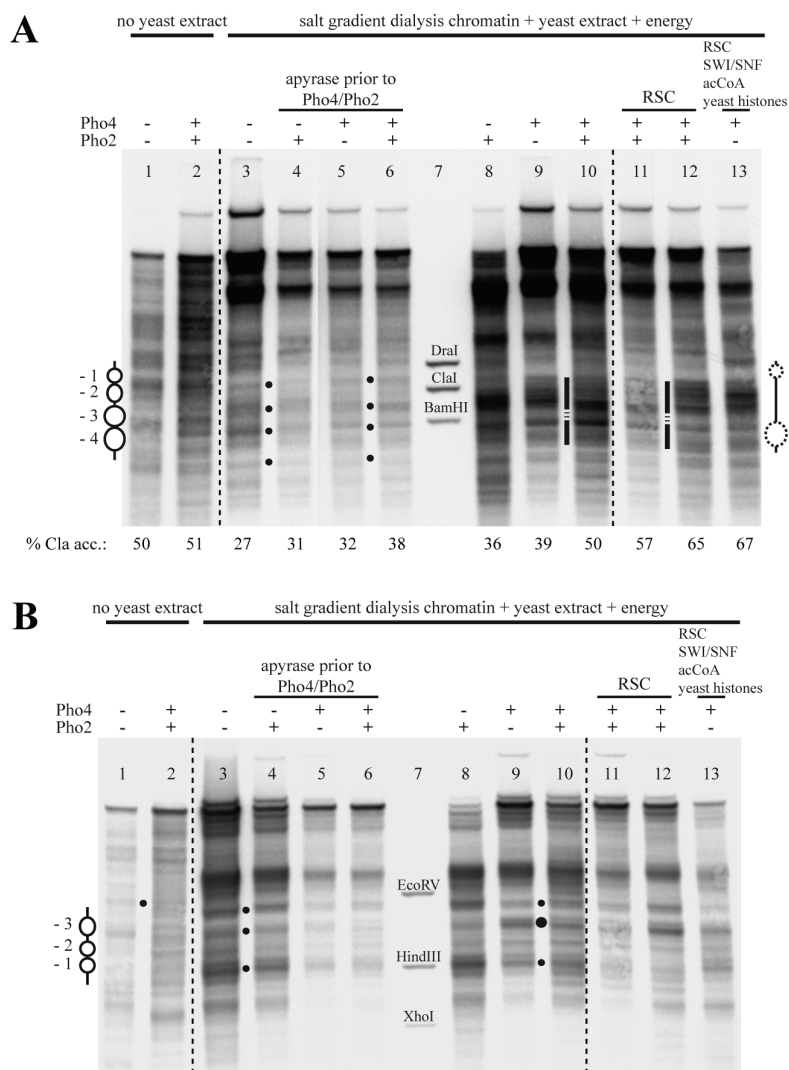 A
no yeast extract
salt gradient dialysis chromatin + yeast extract + energy
RSC
SWI/SNF
acCoA
yeast histones
apyrase prior to
Pho4/Pho2
RSC
Pho4 - + - - + + - + + + + +
Pho2 - + - + - + + - + + + -
1 2 3 4 5 6 7 8 9 10 11 12 13
DraI
ClaI
BamHI
- 1
- 2
- 3
- 4
% Cla acc.: 50 51 27 31 32 38 36 39 50 57 65 67
B
no yeast extract
salt gradient dialysis chromatin + yeast extract + energy
RSC
SWI/SNF
acCoA
yeast histones
apyrase prior to
Pho4/Pho2
RSC
Pho4 - + - - + + - + + + + +
Pho2 - + - + - + + - + + + -
1 2 3 4 5 6 7 8 9 10 11 12 13
EcoRV
- 3
- 2
- 1
HindIII
XhoI